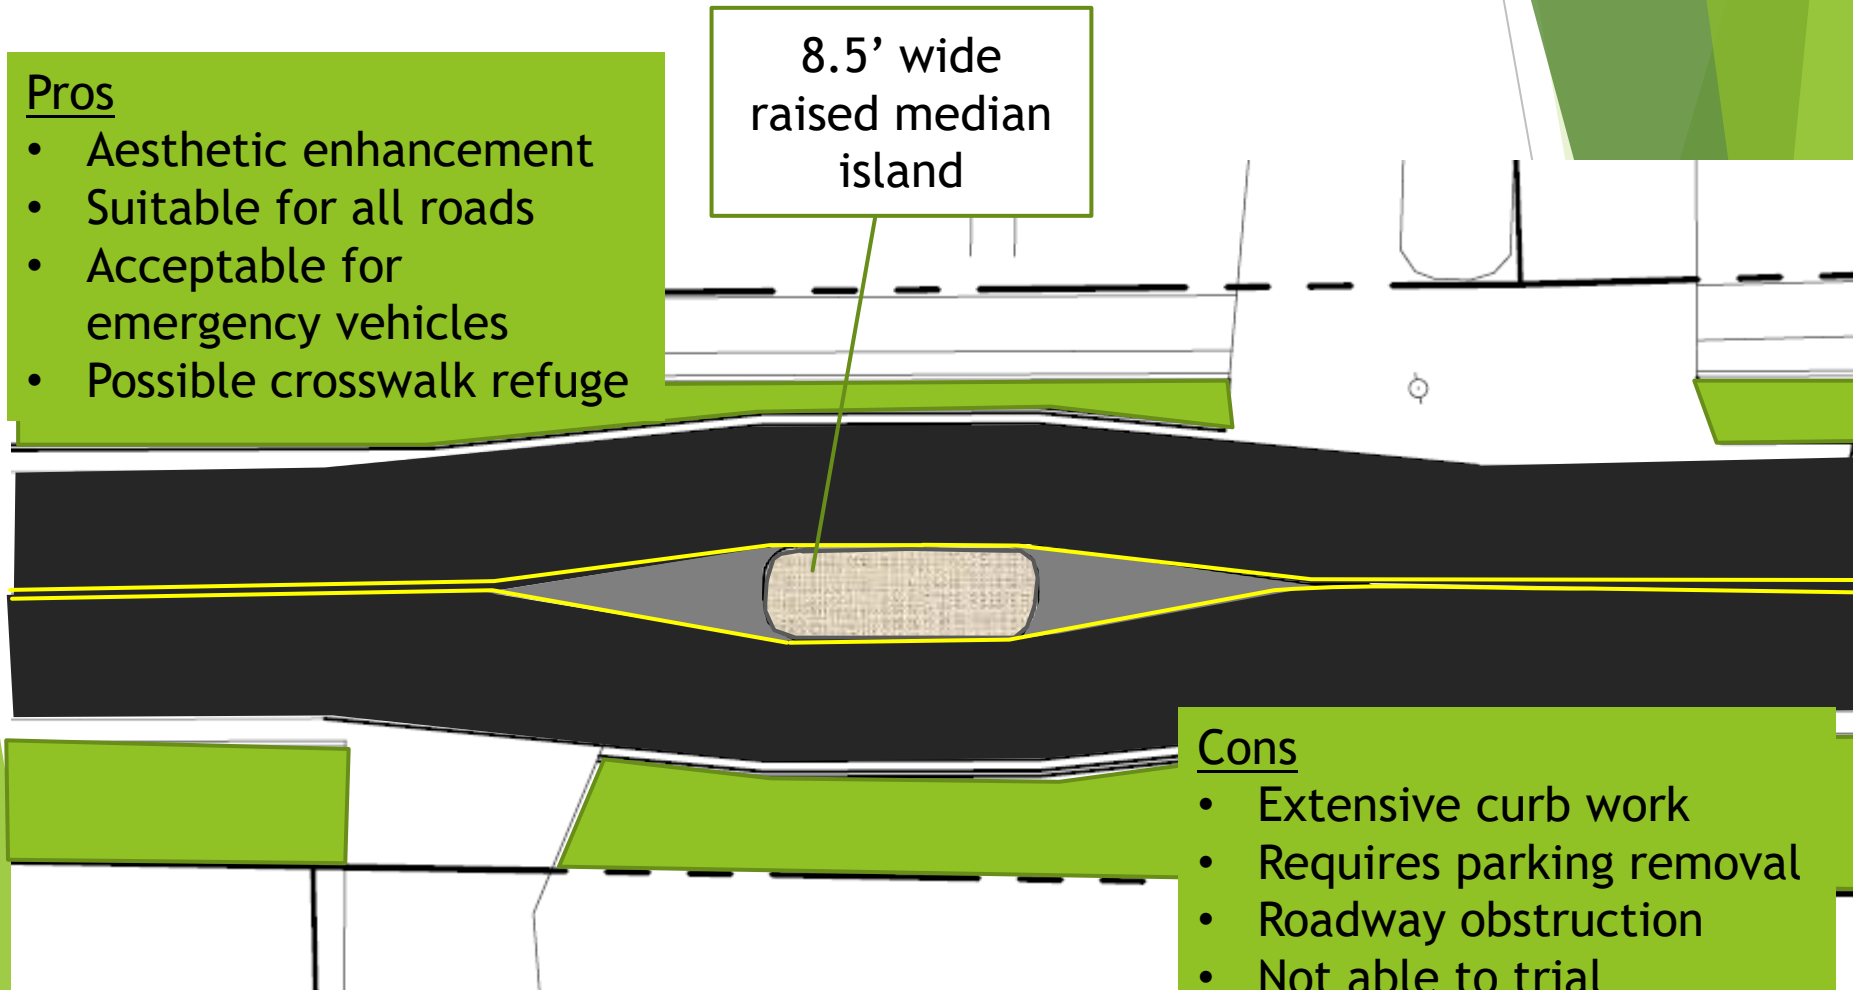 Pros
• Aesthetic enhancement
• Suitable for all roads
• Acceptable for
emergency vehicles
• Possible crosswalk refuge
8.5’ wide
raised median
island
Cons
• Extensive curb work
• Requires parking removal
• Roadway obstruction
• Not able to trial